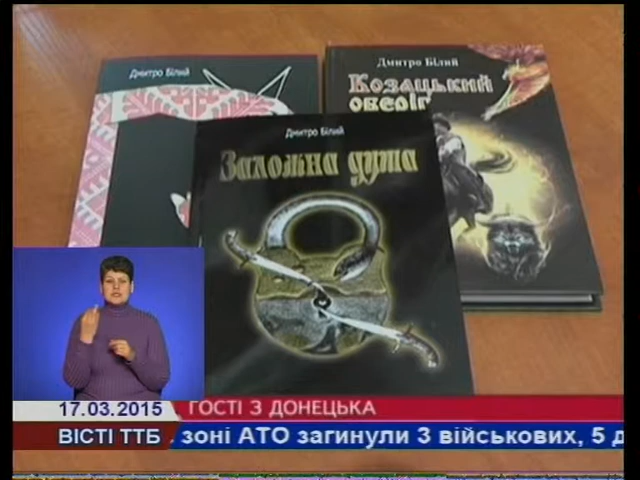 Дмитро Білий
Дмитро Білий
Козацький
оберіг
Дмитро Білий
Заложна душа
17.03.2015 ГОСТІ З ДОНЕЦЬКА
ВІСТІ ТТБ зоні АТО загинули 3 військових, 5 д